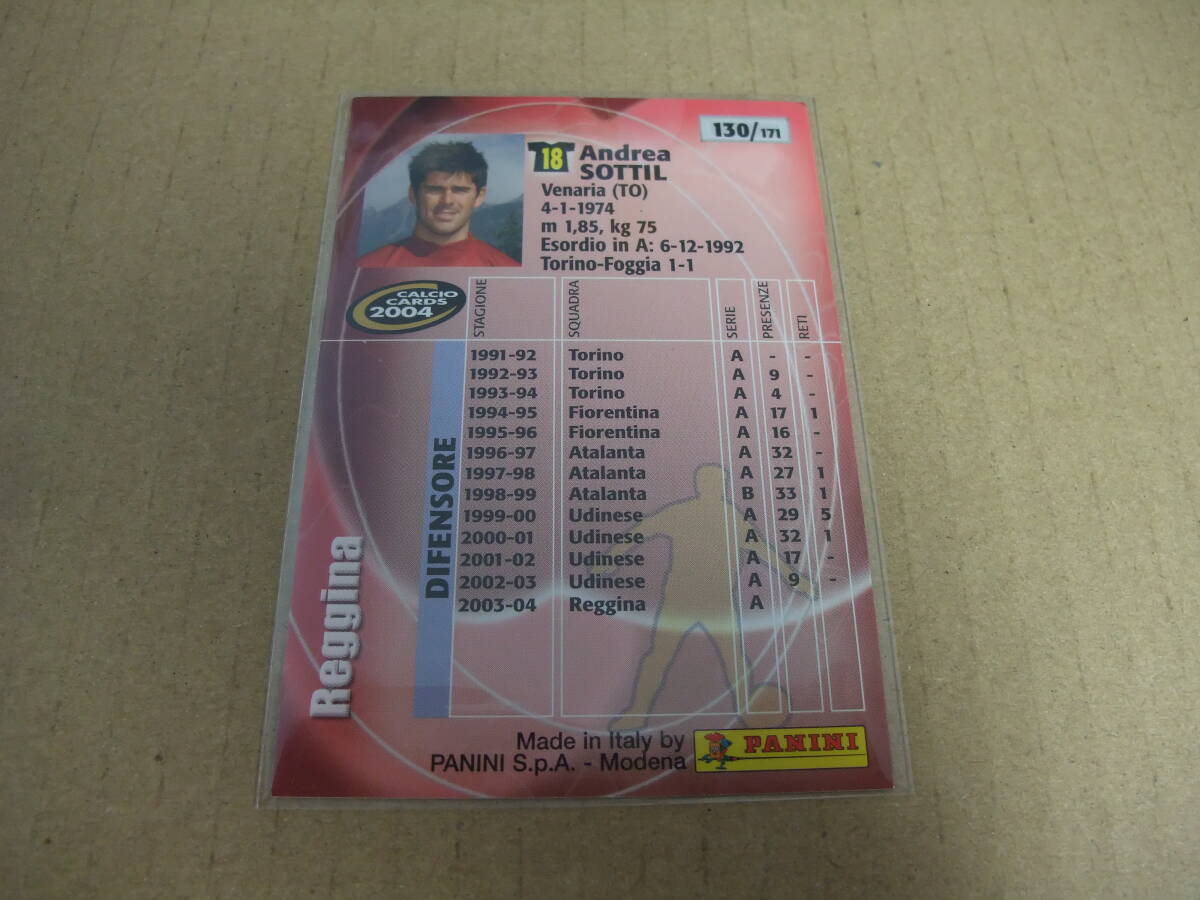 130/171
18 Andrea
SOTTIL
Venaria (TO)
4-1-1974
m 1,85, kg 75
Esordio in A: 6-12-1992
Torino-Foggia 1-1
CALCIO
CARDS
2004
STAGIONE SQUADRA SERIE PRESENZE RETI
1991-92 Torino A - -
1992-93 Torino A 9 -
1993-94 Torino A 4 -
1994-95 Fiorentina A 17 1
1995-96 Fiorentina A 16 -
1996-97 Atalanta A 32 -
1997-98 Atalanta A 27 1
1998-99 Atalanta B 33 1
1999-00 Udinese A 29 5
2000-01 Udinese A 32 1
2001-02 Udinese A 17 -
2002-03 Udinese A 9 -
2003-04 Reggina A
DIFENSORE
Reggina
Made in Italy by
PANINI S.p.A. - Modena
PANINI